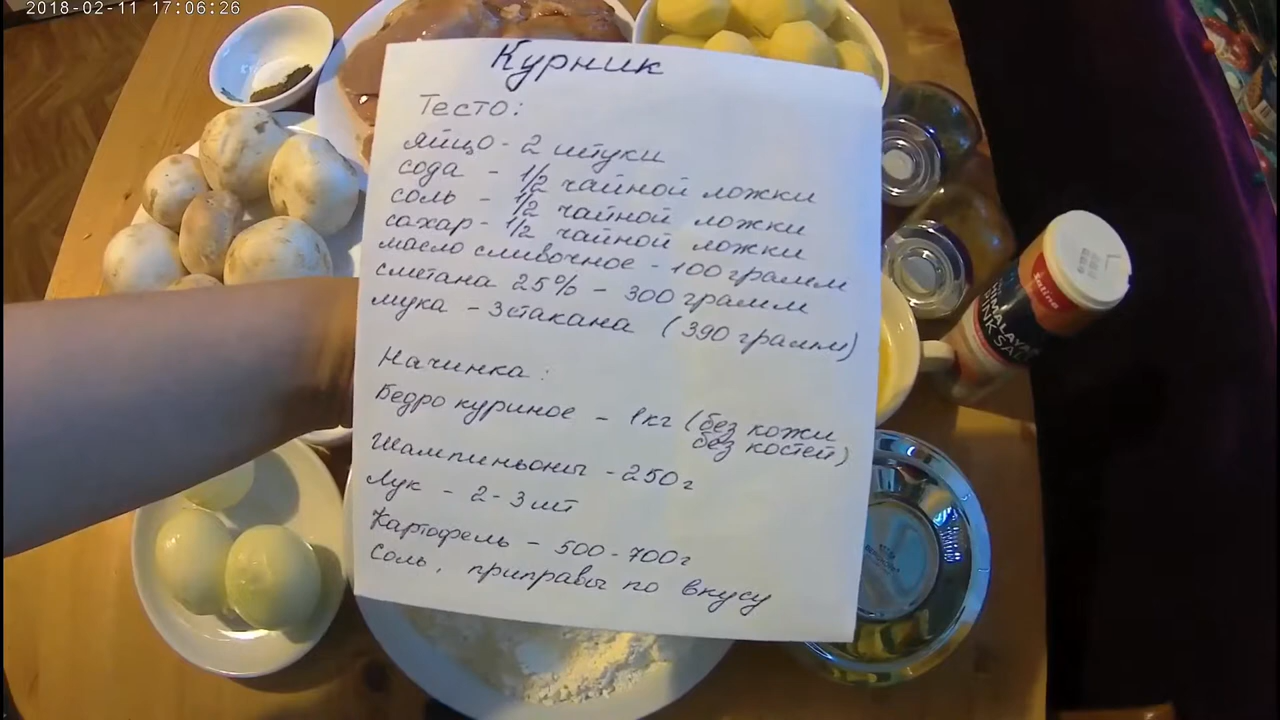 2018-02-11 17:06:26
Курник
Тесто:
яйцо - 2 штуки
сода - 1/2 чайной ложки
соль - 1/2 чайной ложки
сахар - 1/2 чайной ложки
масло сливочное - 100 грамм
сметана 25% - 300 грамм
мука - 3 стакана (390 грамм)
Начинка:
Бедро куриное - 1кг (без кожи
без костей)
Шампиньоны - 250г
Лук - 2-3 шт
Картофель - 500-700г
Соль, приправы по вкусу
Salina
HIMALAYAN
PINK SALT